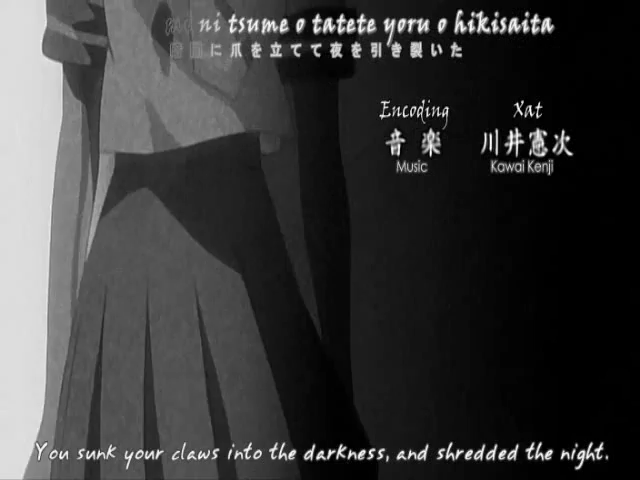 ni tsume o tatete yoru o hikisaita
に爪を立てて夜を引き裂いた
Encoding Xat
音楽 川井憲次
Music Kawai Kenji
You sunk your claws into the darkness, and shredded the night.